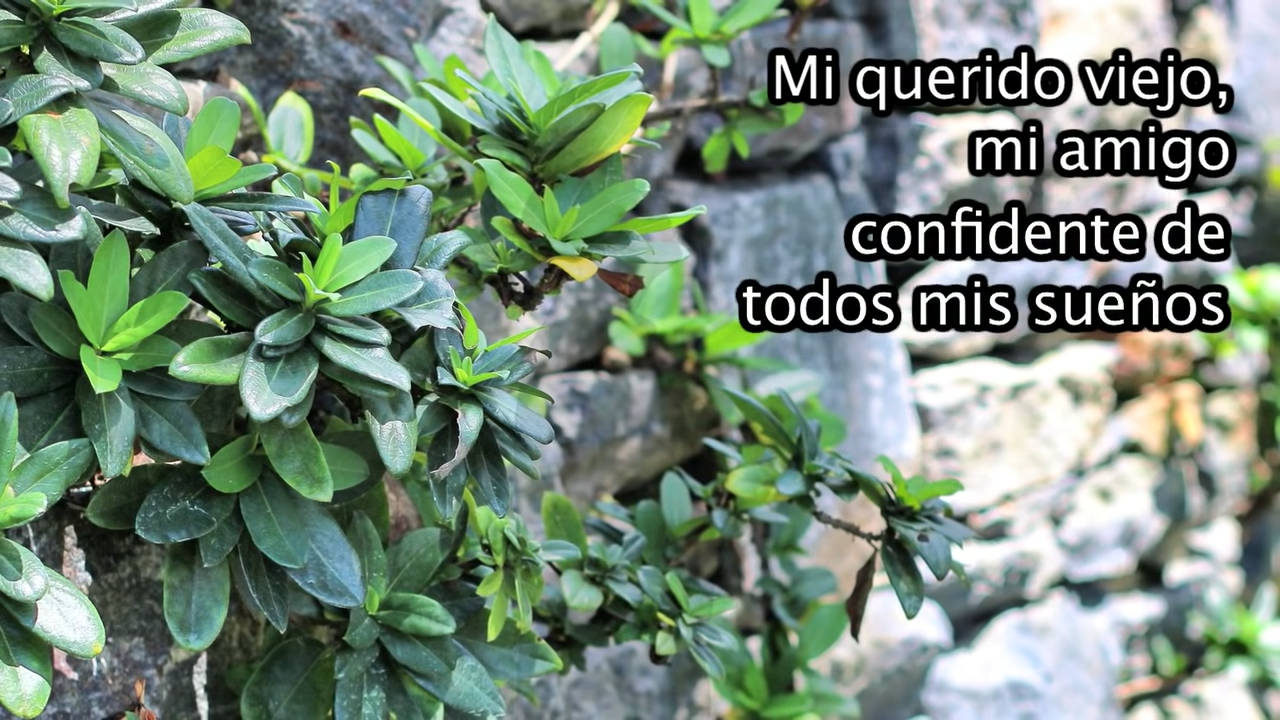 Mi querido viejo,
mi amigo
confidente de
todos mis sueños